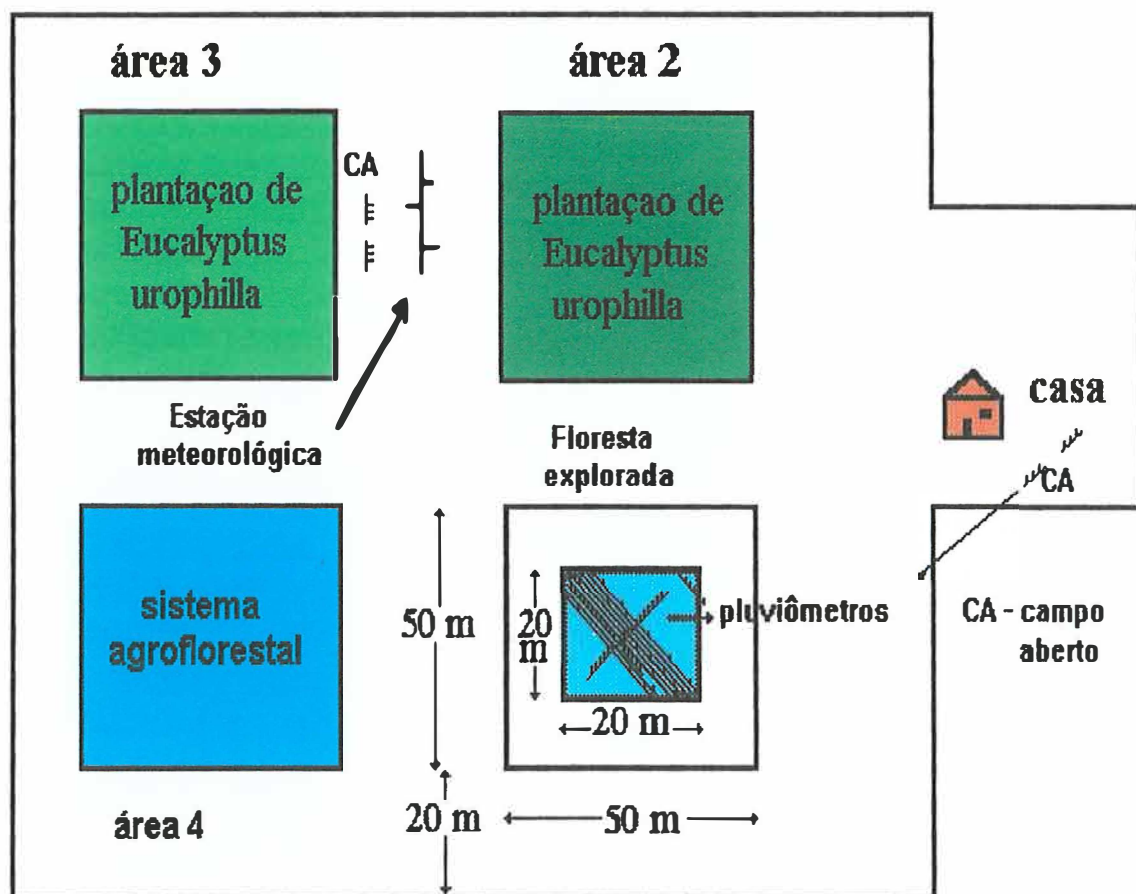 área 3
área 2
plantaçao de
Eucalyptus
urophilla
CA
plantaçao de
Eucalyptus
urophilla
casa
CA
Estação
meteorológica
Floresta
explorada
sistema
agroflorestal
50 m
20
m
20 m
pluviômetros
CA - campo
aberto
área 4
20 m
50 m